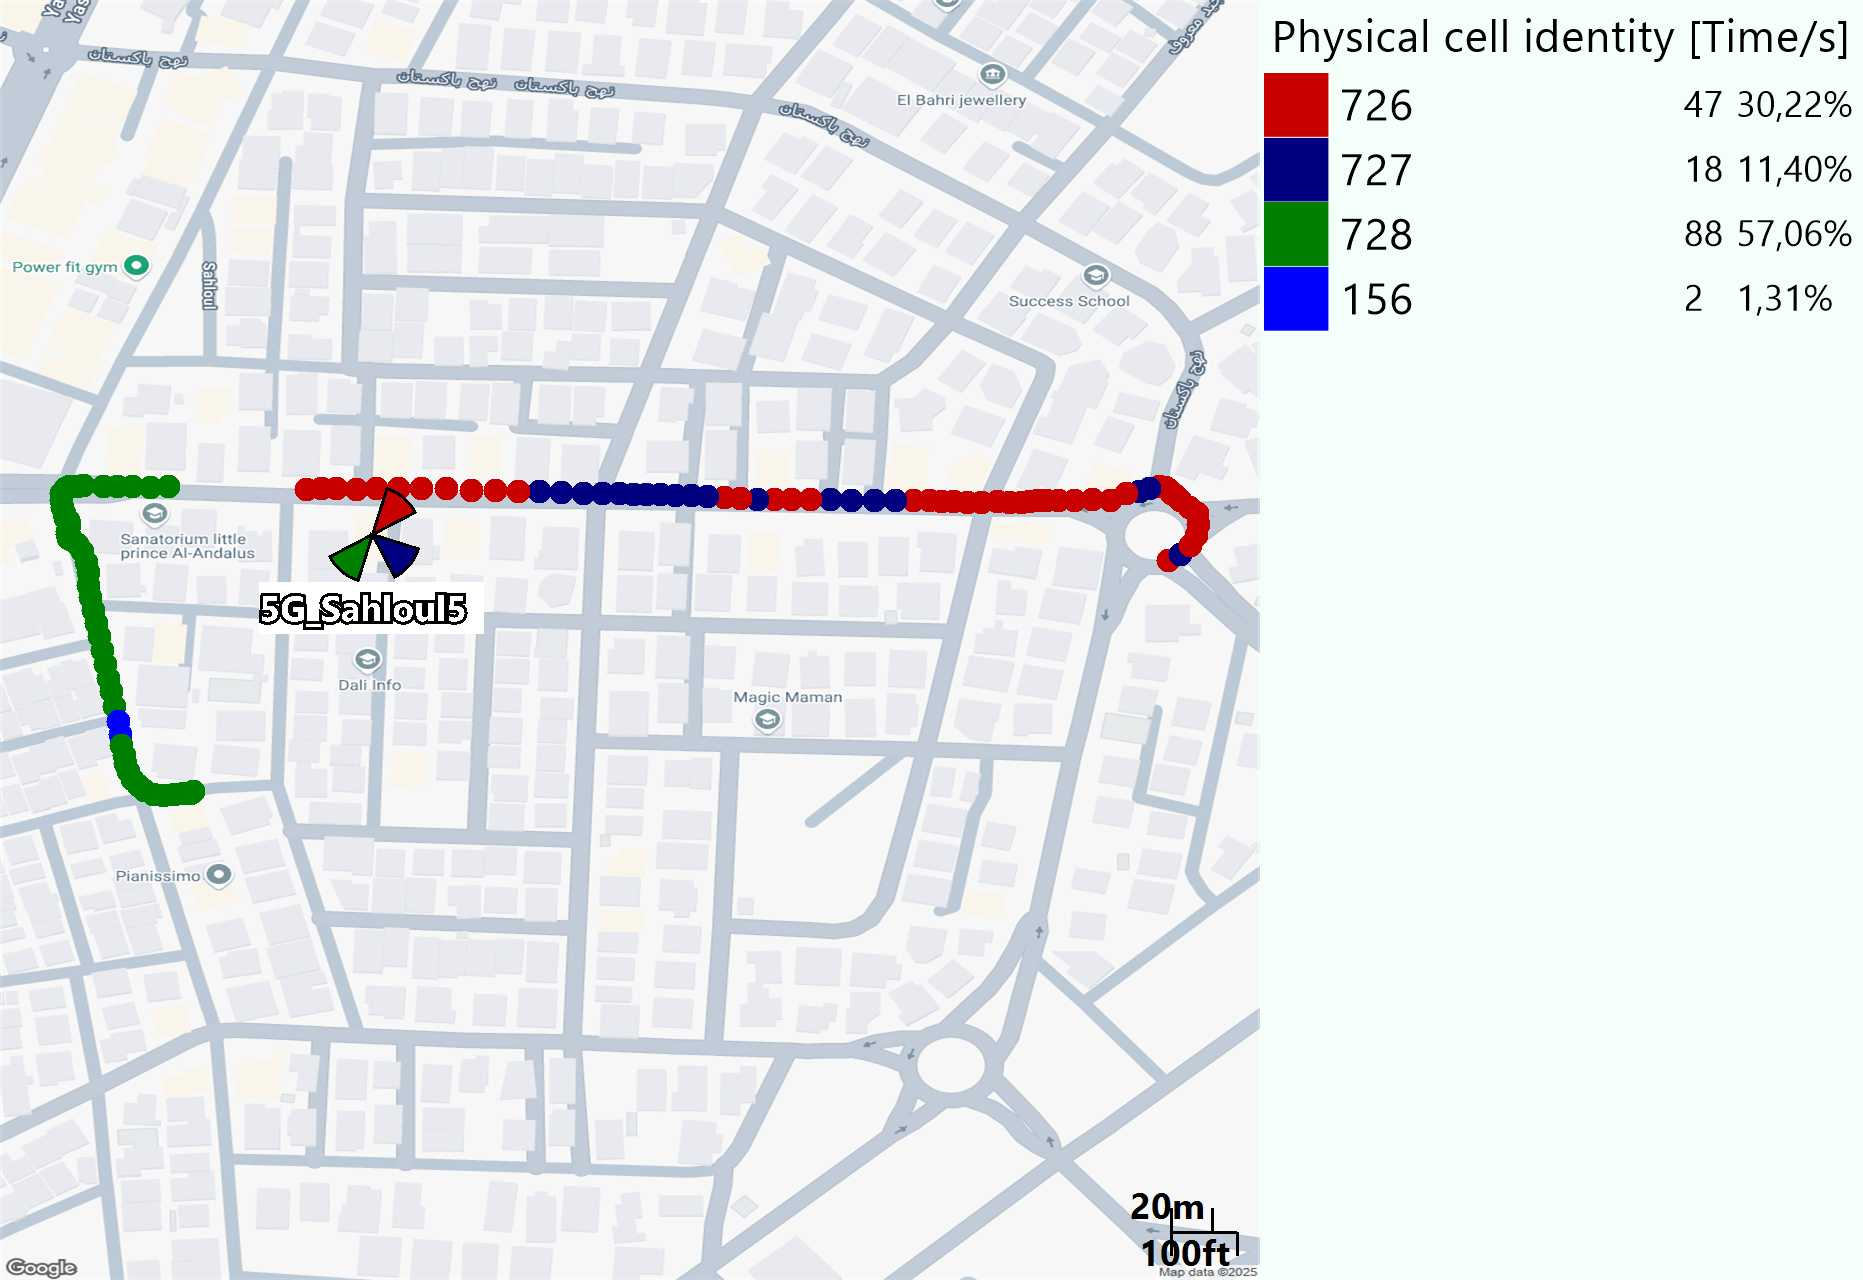 Physical cell identity [Time/s]
726 47 30,22%
727 18 11,40%
728 88 57,06%
156 2 1,31%
نهج باكستان
نهج باكستان
نهج باكستان
نهج باكستان
El Bahri jewellery
Power fit gym
Sahloul
Success School
نهج باكستان
Sanatorium little
prince Al-Andalus
5G_Sahloul5
Dali Info
Magic Maman
Pianissimo
20m
100ft
Google
Map data ©2025